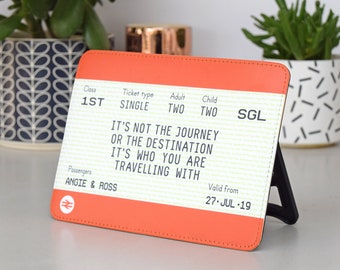 Class Ticket type Adult Child
1ST SINGLE TWO TWO SGL
IT'S NOT THE JOURNEY
OR THE DESTINATION
IT'S WHO YOU ARE
TRAVELLING WITH
Passengers Valid from
ANGIE & ROSS 27·JUL·19